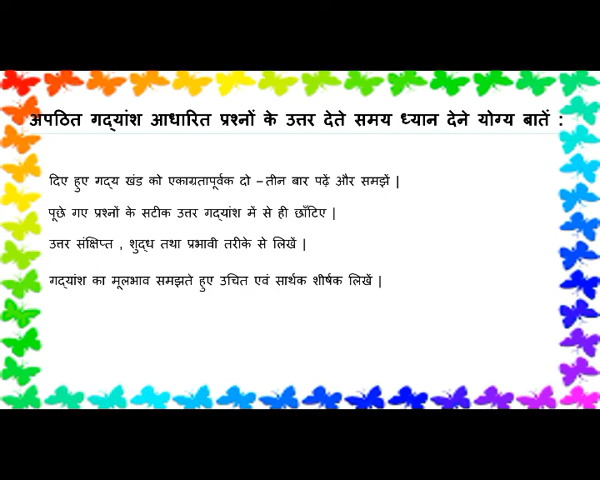 अपठित गद्यांश आधारित प्रश्नों के उत्तर देते समय ध्यान देने योग्य बातें :
दिए हुए गद्य खंड को एकाग्रतापूर्वक दो –तीन बार पढ़ें और समझें |
पूछे गए प्रश्नों के सटीक उत्तर गद्यांश में से ही छाँटिए |
उत्तर संक्षिप्त , शुद्ध तथा प्रभावी तरीके से लिखें |
गद्यांश का मूलभाव समझते हुए उचित एवं सार्थक शीर्षक लिखें |